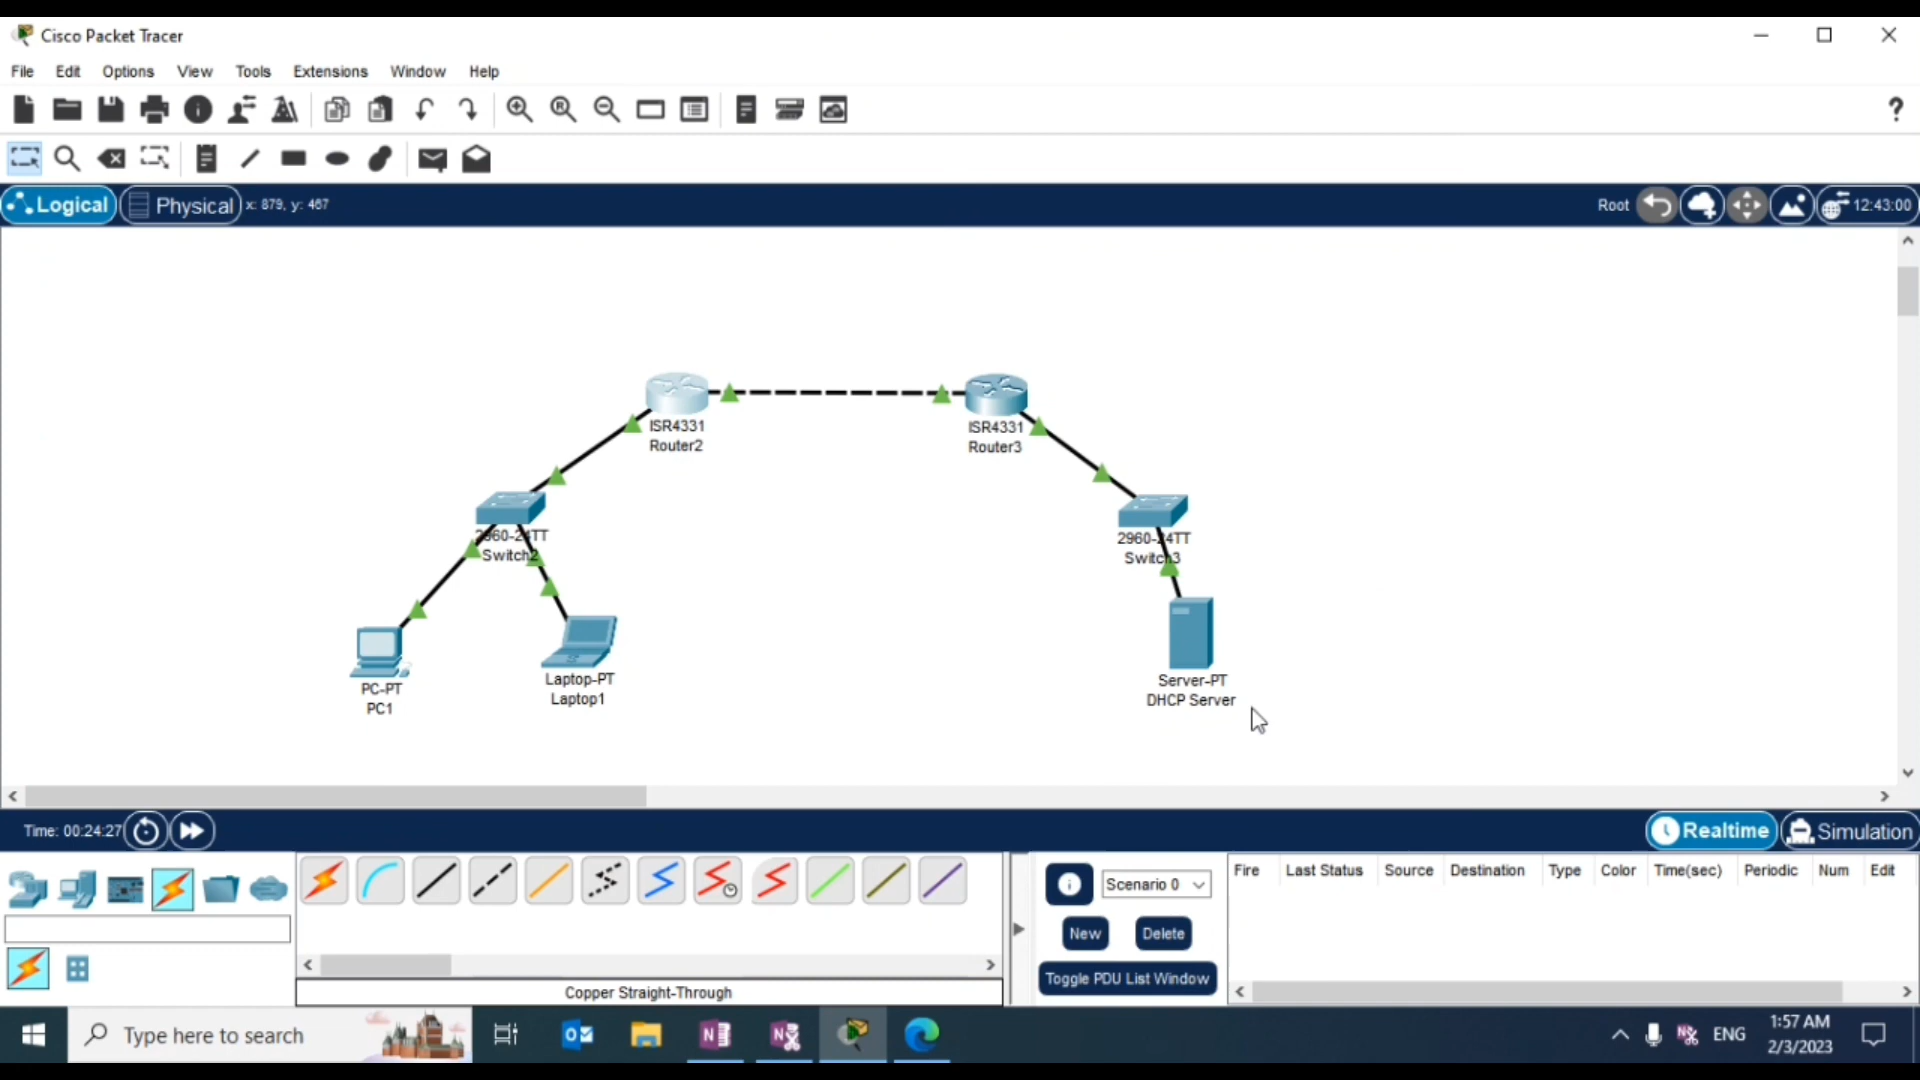 Cisco Packet Tracer
File Edit Options View Tools Extensions Window Help
Logical Physical x: 879, y: 467 Root 12:43:00
ISR4331
Router2
ISR4331
Router3
2960-24TT
Switch2
2960-24TT
Switch3
PC-PT
PC1
Laptop-PT
Laptop1
Server-PT
DHCP Server
Time: 00:24:27 Realtime Simulation
Scenario 0
New Delete
Toggle PDU List Window
Fire Last Status Source Destination Type Color Time(sec) Periodic Num Edit
Copper Straight-Through
Type here to search
ENG
1:57 AM
2/3/2023